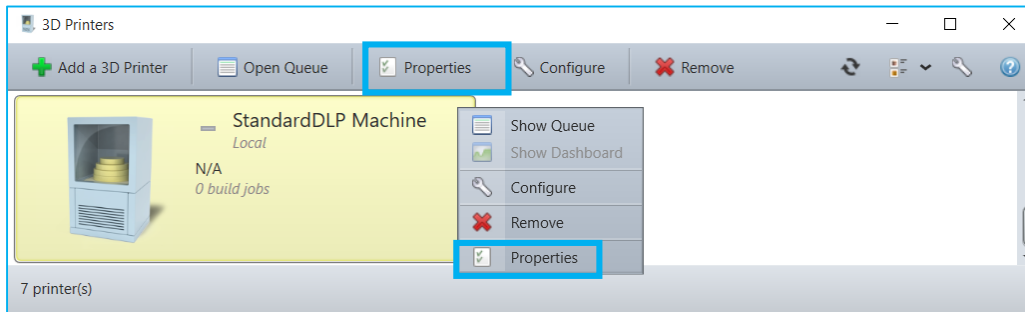 3D Printers
Add a 3D Printer Open Queue Properties Configure Remove
StandardDLP Machine
Local
N/A
0 build jobs
Show Queue
Show Dashboard
Configure
Remove
Properties
7 printer(s)